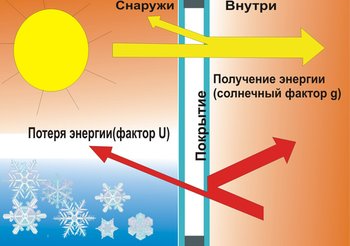 Снаружи
Внутри
Получение энергии
(солнечный фактор g)
Потеря энергии(фактор U)
Покрытие